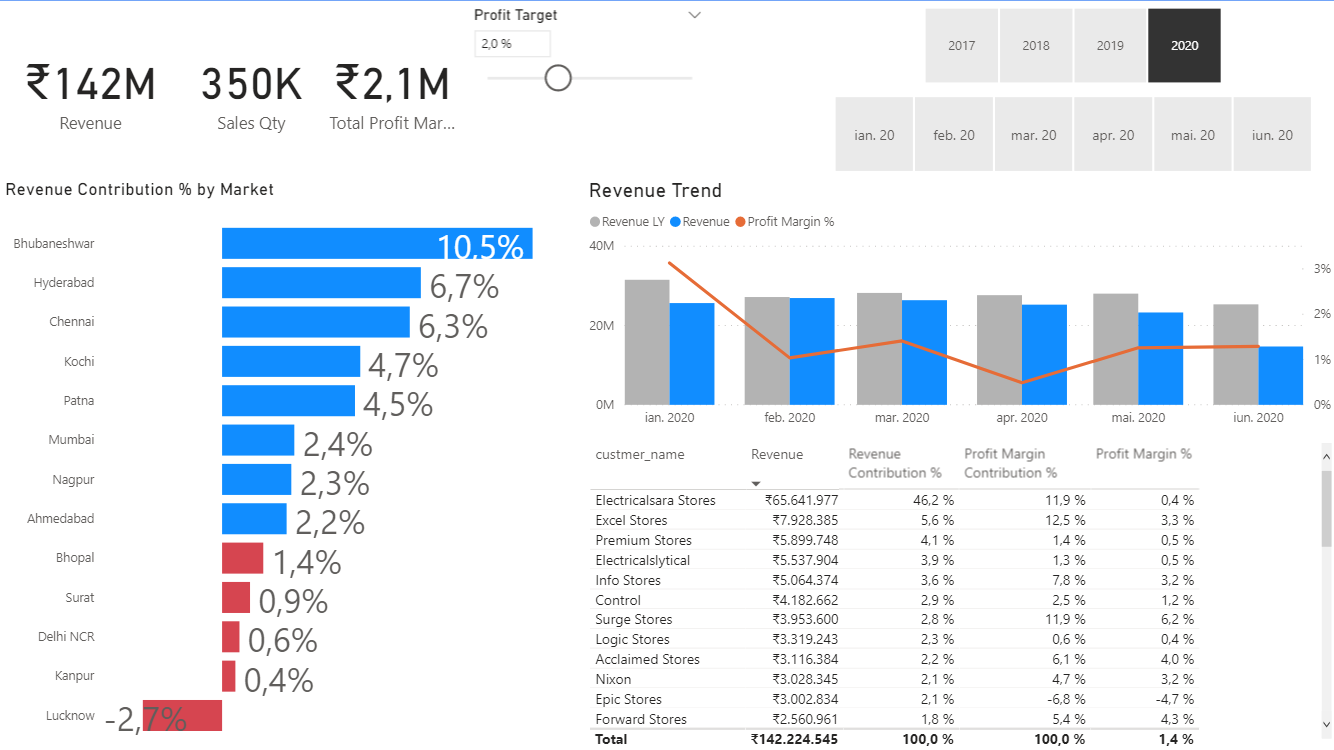 Profit Target
2,0 %
2017 2018 2019 2020
₹142M 350K ₹2,1M
Revenue Sales Qty Total Profit Mar...
ian. 20 feb. 20 mar. 20 apr. 20 mai. 20 iun. 20
Revenue Contribution % by Market
Bhubaneshwar 10,5%
Hyderabad 6,7%
Chennai 6,3%
Kochi 4,7%
Patna 4,5%
Mumbai 2,4%
Nagpur 2,3%
Ahmedabad 2,2%
Bhopal 1,4%
Surat 0,9%
Delhi NCR 0,6%
Kanpur 0,4%
Lucknow -2,7%
Revenue Trend
Revenue LY Revenue Profit Margin %
40M
20M
0M
3%
2%
1%
0%
ian. 2020 feb. 2020 mar. 2020 apr. 2020 mai. 2020 iun. 2020
custmer_name Revenue Revenue Contribution % Profit Margin Contribution % Profit Margin %
Electricalsara Stores ₹65.641.977 46,2 % 11,9 % 0,4 %
Excel Stores ₹7.928.385 5,6 % 12,5 % 3,3 %
Premium Stores ₹5.899.748 4,1 % 1,4 % 0,5 %
Electricalslytical ₹5.537.904 3,9 % 1,3 % 0,5 %
Info Stores ₹5.064.374 3,6 % 7,8 % 3,2 %
Control ₹4.182.662 2,9 % 2,5 % 1,2 %
Surge Stores ₹3.953.600 2,8 % 11,9 % 6,2 %
Logic Stores ₹3.319.243 2,3 % 0,6 % 0,4 %
Acclaimed Stores ₹3.116.384 2,2 % 6,1 % 4,0 %
Nixon ₹3.028.345 2,1 % 4,7 % 3,2 %
Epic Stores ₹3.002.834 2,1 % -6,8 % -4,7 %
Forward Stores ₹2.560.961 1,8 % 5,4 % 4,3 %
Total ₹142.224.545 100,0 % 100,0 % 1,4 %